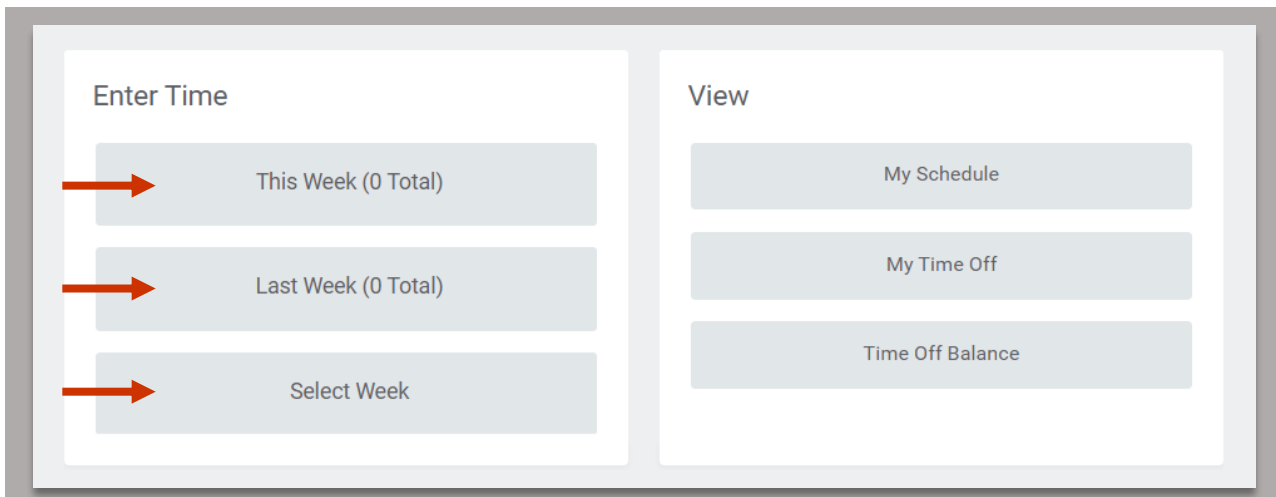 Enter Time
This Week (0 Total)
Last Week (0 Total)
Select Week
View
My Schedule
My Time Off
Time Off Balance